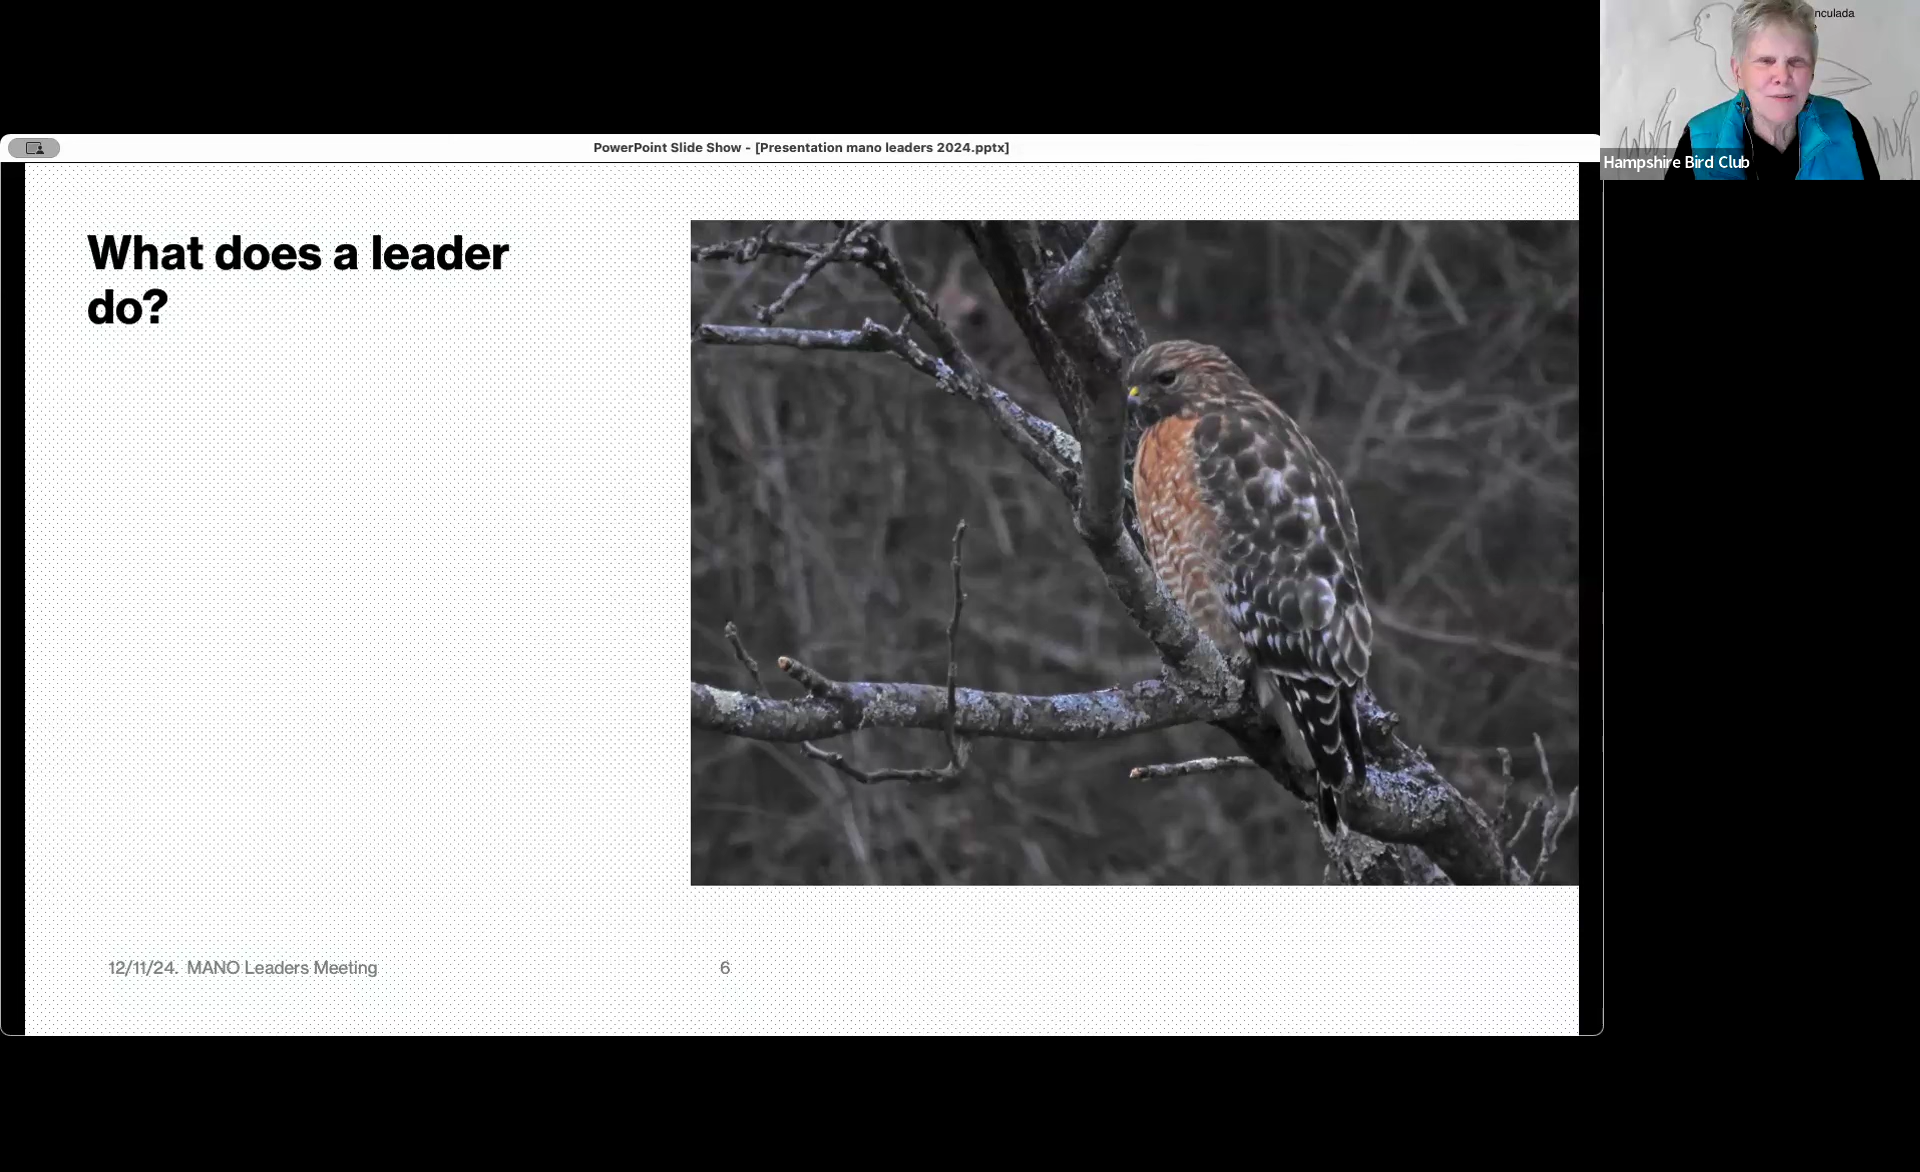 nculada
PowerPoint Slide Show - [Presentation mano leaders 2024.pptx]
Hampshire Bird Club
What does a leader
do?
12/11/24. MANO Leaders Meeting
6